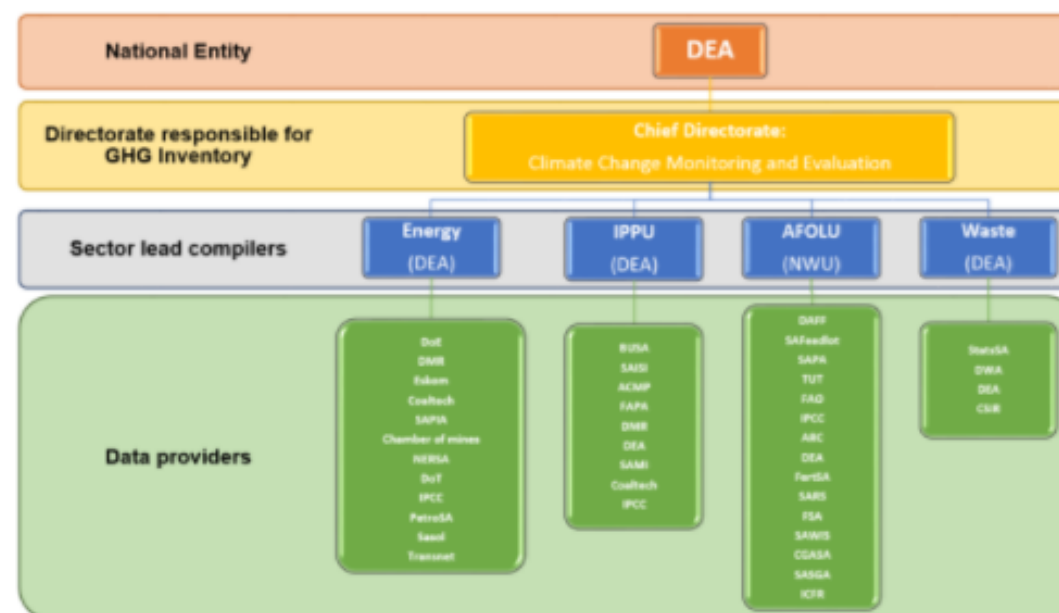 National Entity
DEA
Directorate responsible for
GHG Inventory
Chief Directorate:
Climate Change Monitoring and Evaluation
Sector lead compilers
Energy
(DEA)
IPPU
(DEA)
AFOLU
(NWU)
Waste
(DEA)
Data providers
DoE
DMR
Eskom
Coaltech
SAPIA
Chamber of mines
NERSA
DoT
IPCC
PetroSA
Sasol
Transnet
BUSA
SAISI
ACMP
FAPA
DMR
DEA
SAMI
Coaltech
IPCC
DAFF
SAFeedlot
SAPA
TUT
FAO
IPCC
ARC
DEA
FertSA
SARS
FSA
SAWIS
CGASA
SASGA
ICFR
StatsSA
DWA
DEA
CSIR